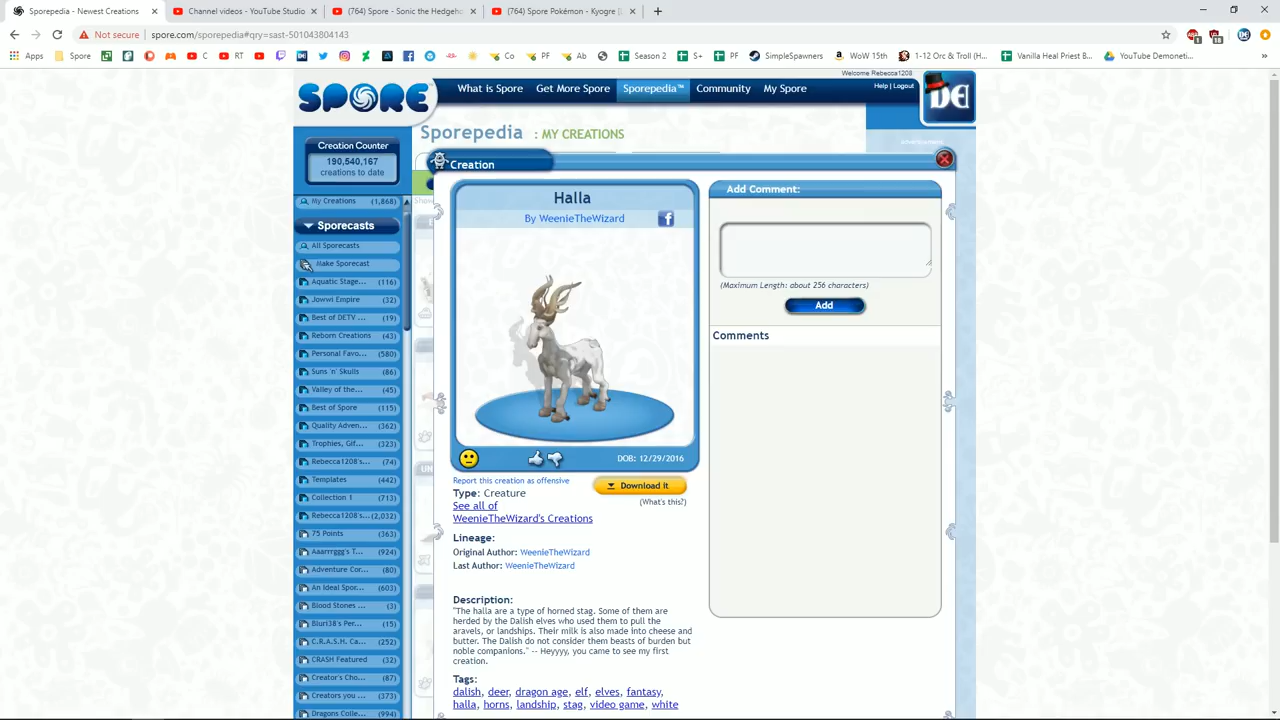 Sporepedia - Newest Creations
Channel videos - YouTube Studio
(764) Spore - Sonic the Hedgeho
(764) Spore Pokémon - Kyogre [L
Not secure
spore.com/sporepedia#qry=sast-501043804143
Apps
Spore
C
RT
Co
PF
Ab
Season 2
S+
PF
SimpleSpawners
WoW 15th
1-12 Orc & Troll (H...
Vanilla Heal Priest B...
YouTube Demoneti...
Welcome Rebecca1208
SPORE
What is Spore
Get More Spore
Sporepedia™
Community
My Spore
Help | Logout
DE
Sporepedia : MY CREATIONS
advertisement
Creation Counter
190,540,167
creations to date
My Creations (1,868)
Sporecasts
All Sporecasts
Make Sporecast
Aquatic Stage... (116)
Jowwi Empire (32)
Best of DETV ... (19)
Reborn Creations (43)
Personal Favo... (580)
Suns 'n' Skulls (86)
Valley of the... (45)
Best of Spore (115)
Quality Adven... (362)
Trophies, Gif... (323)
Rebecca1208's... (74)
Templates (442)
Collection 1 (713)
Rebecca1208's... (2,032)
75 Points (363)
Aaarrrggg's T... (924)
Adventure Cor... (80)
An Ideal Spor... (603)
Blood Stones ... (3)
Bluri38's Per... (15)
C.R.A.S.H. Ca... (252)
CRASH Featured (32)
Creator's Cho... (87)
Creators you ... (373)
Dragons Colle... (994)
Creation
Halla
By WeenieTheWizard
DOB: 12/29/2016
Report this creation as offensive
Download it
(What's this?)
Type: Creature
See all of
WeenieTheWizard's Creations
Lineage:
Original Author: WeenieTheWizard
Last Author: WeenieTheWizard
Description:
"The halla are a type of horned stag. Some of them are
herded by the Dalish elves who used them to pull the
aravels, or landships. Their milk is also made into cheese and
butter. The Dalish do not consider them beasts of burden but
noble companions." -- Heyyyy, you came to see my first
creation.
Tags:
dalish, deer, dragon age, elf, elves, fantasy,
halla, horns, landship, stag, video game, white
Add Comment:
(Maximum Length: about 256 characters)
Add
Comments